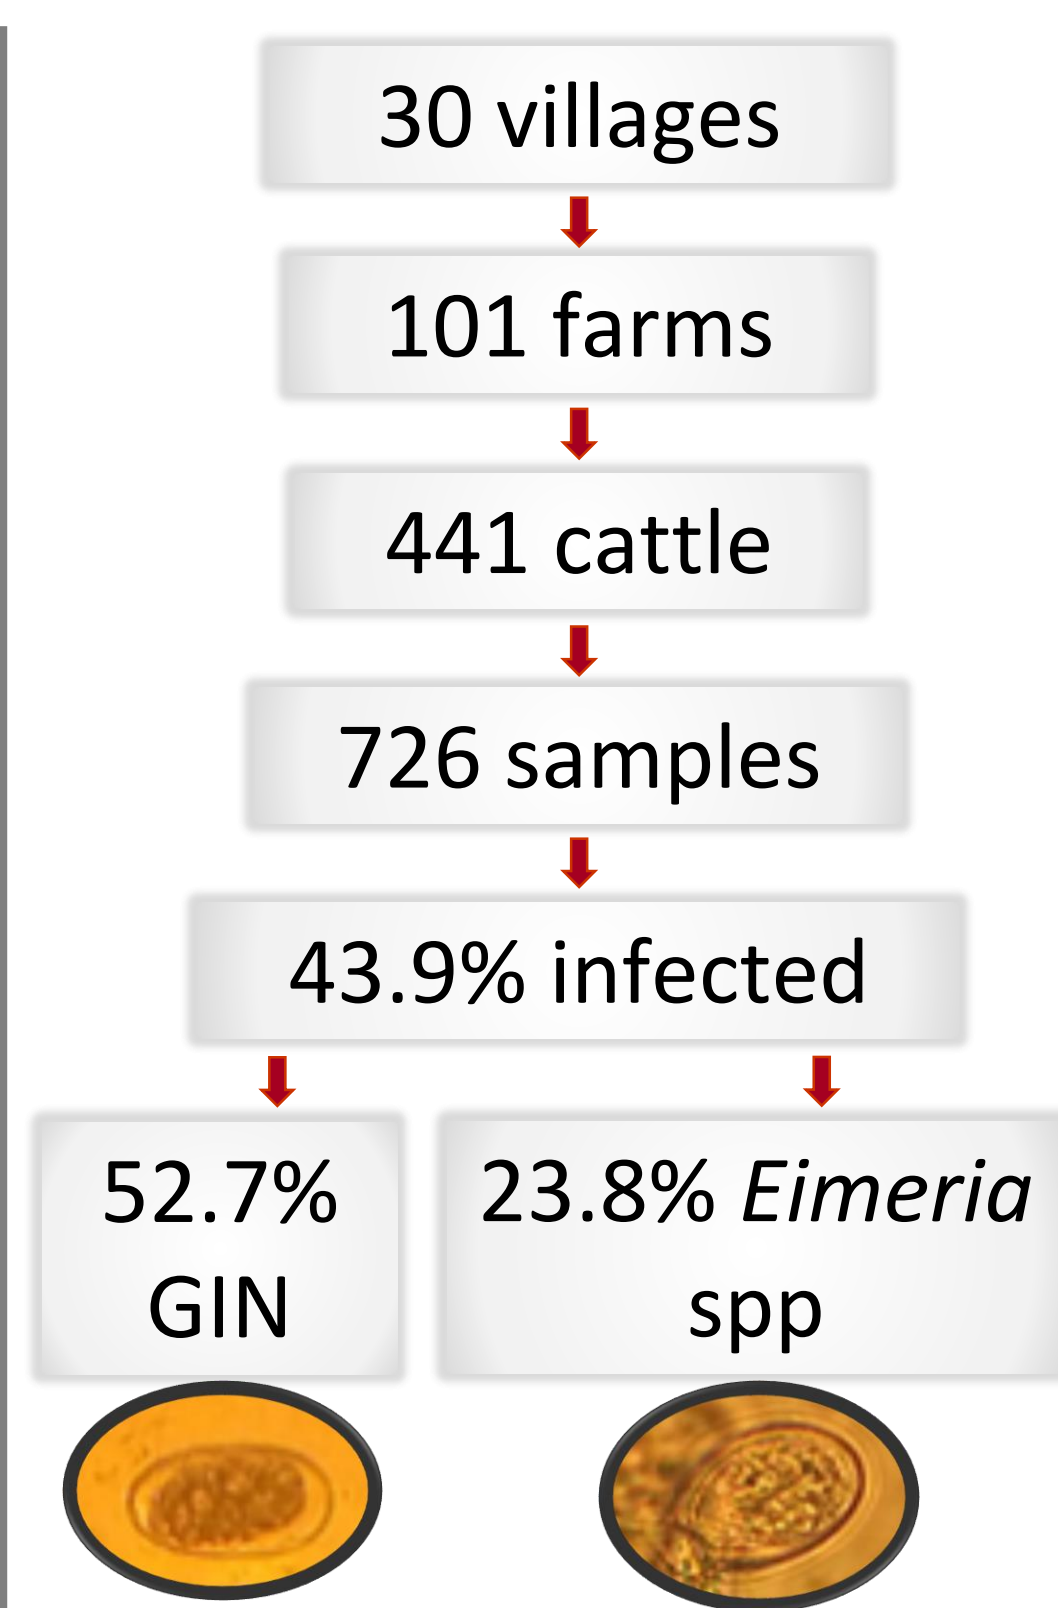 30 villages
101 farms
441 cattle
726 samples
43.9% infected
52.7%
GIN
23.8% Eimeria
spp